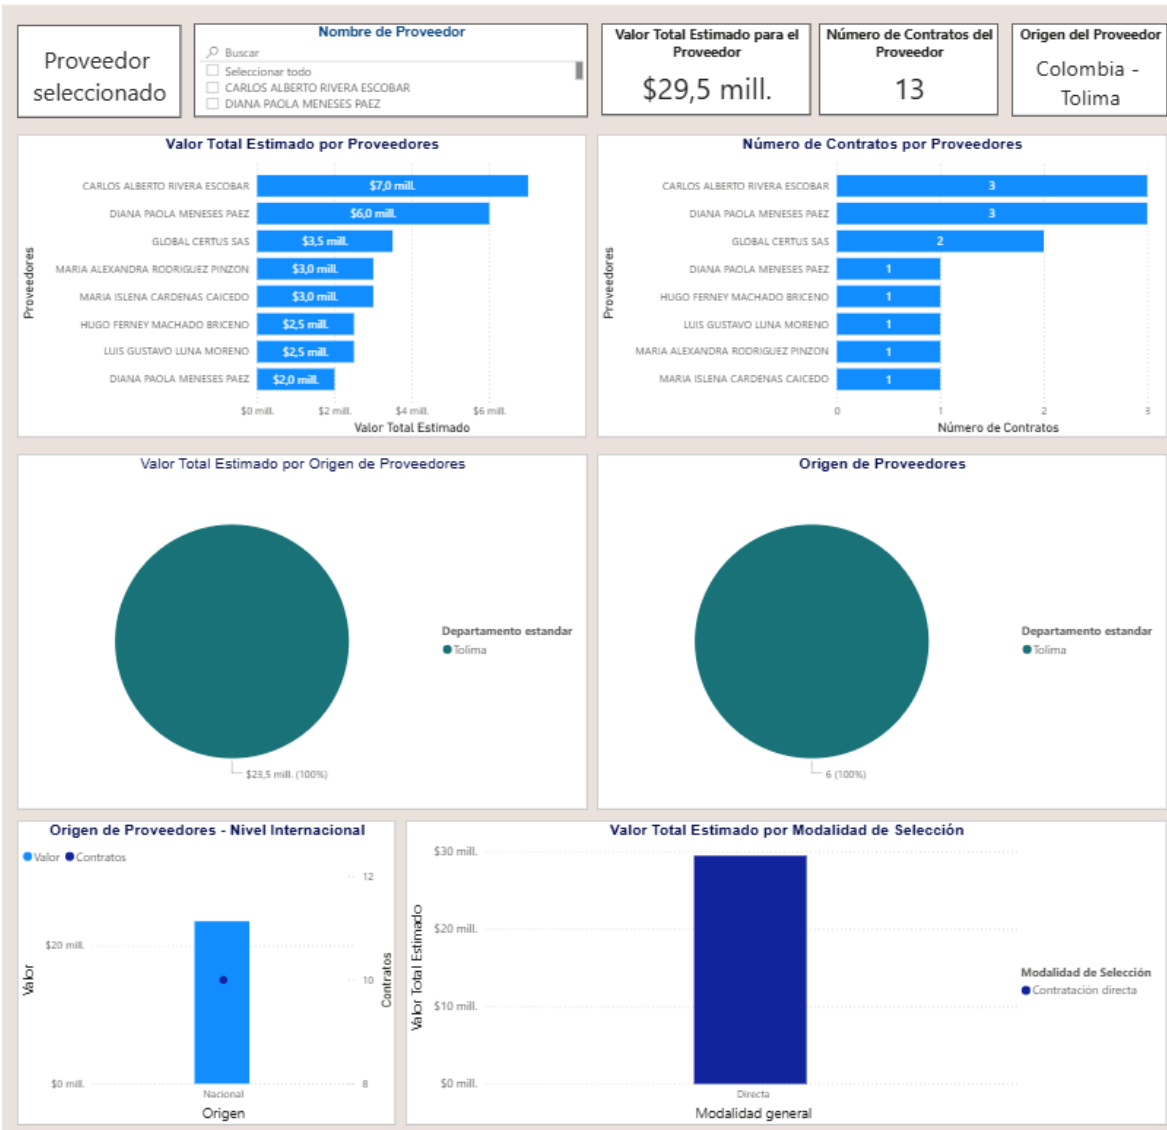 Proveedor
seleccionado
Nombre de Proveedor
Buscar
Seleccionar todo
CARLOS ALBERTO RIVERA ESCOBAR
DIANA PAOLA MENESES PAEZ
Valor Total Estimado para el
Proveedor
$29,5 mill.
Número de Contratos del
Proveedor
13
Origen del Proveedor
Colombia -
Tolima
Valor Total Estimado por Proveedores
Proveedores
CARLOS ALBERTO RIVERA ESCOBAR $7,0 mill.
DIANA PAOLA MENESES PAEZ $6,0 mill.
GLOBAL CERTUS SAS $3,5 mill.
MARIA ALEXANDRA RODRIGUEZ PINZON $3,0 mill.
MARIA ISLENA CARDENAS CAICEDO $3,0 mill.
HUGO FERNEY MACHADO BRICENO $2,5 mill.
LUIS GUSTAVO LUNA MORENO $2,5 mill.
DIANA PAOLA MENESES PAEZ $2,0 mill.
$0 mill. $2 mill. $4 mill. $6 mill.
Valor Total Estimado
Número de Contratos por Proveedores
Proveedores
CARLOS ALBERTO RIVERA ESCOBAR 3
DIANA PAOLA MENESES PAEZ 3
GLOBAL CERTUS SAS 2
DIANA PAOLA MENESES PAEZ 1
HUGO FERNEY MACHADO BRICENO 1
LUIS GUSTAVO LUNA MORENO 1
MARIA ALEXANDRA RODRIGUEZ PINZON 1
MARIA ISLENA CARDENAS CAICEDO 1
0 1 2 3
Número de Contratos
Valor Total Estimado por Origen de Proveedores
Departamento estandar
Tolima
$23,5 mill. (100%)
Origen de Proveedores
Departamento estandar
Tolima
6 (100%)
Origen de Proveedores - Nivel Internacional
Valor Contratos
12
$20 mill.
10
$0 mill.
8
Valor
Contratos
Nacional
Origen
Valor Total Estimado por Modalidad de Selección
$30 mill.
$20 mill.
$10 mill.
$0 mill.
Valor Total Estimado
Directa
Modalidad general
Modalidad de Selección
Contratación directa